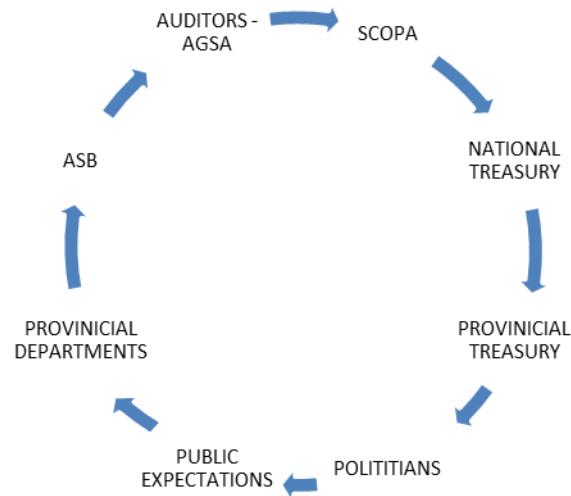 AUDITORS -
AGSA
SCOPA
NATIONAL
TREASURY
PROVINICIAL
TREASURY
POLITITIANS
PUBLIC
EXPECTATIONS
PROVINICIAL
DEPARTMENTS
ASB